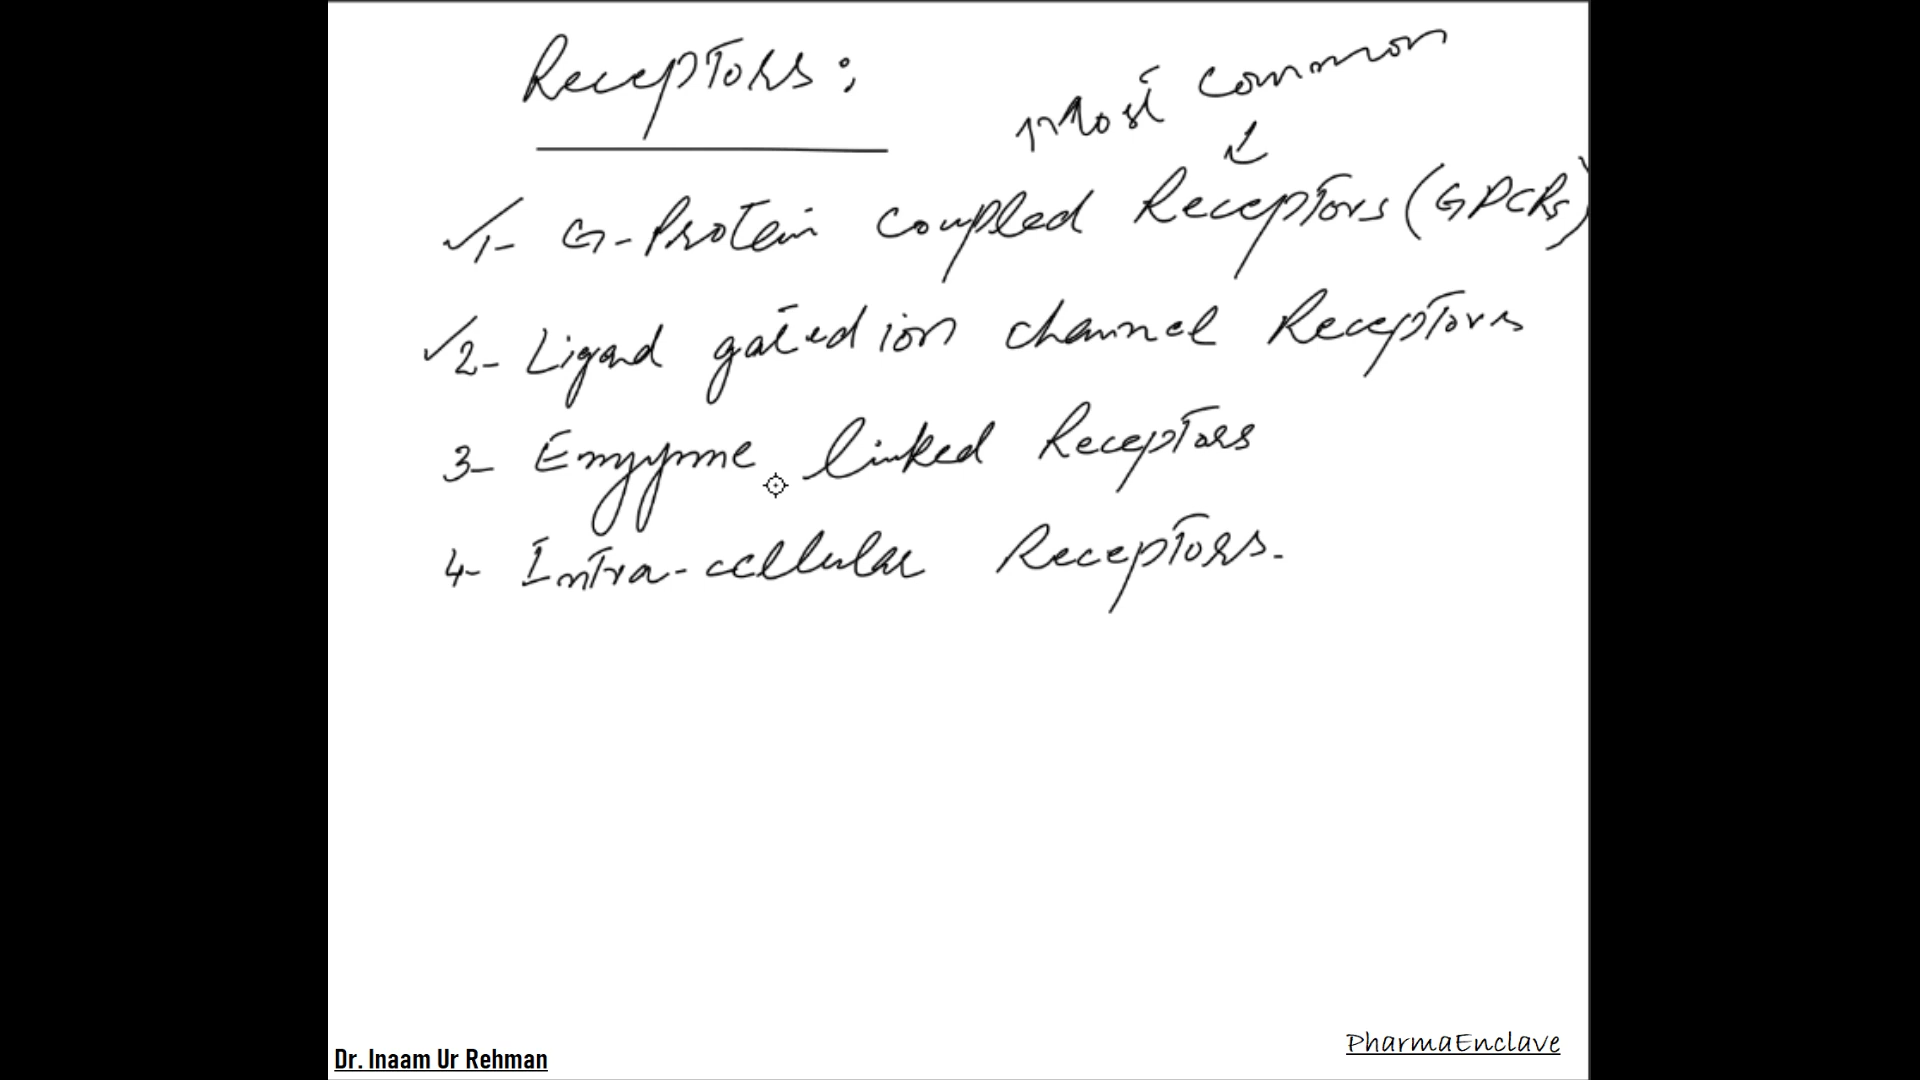 Receptors:
Most common
✓1- G-Protein coupled Receptors (GPCRs)
✓2- Ligand gated ion channel Receptors
3- Enzyme linked Receptors
4- Intra-cellular Receptors.
Dr. Inaam Ur Rehman
PharmaEnclave